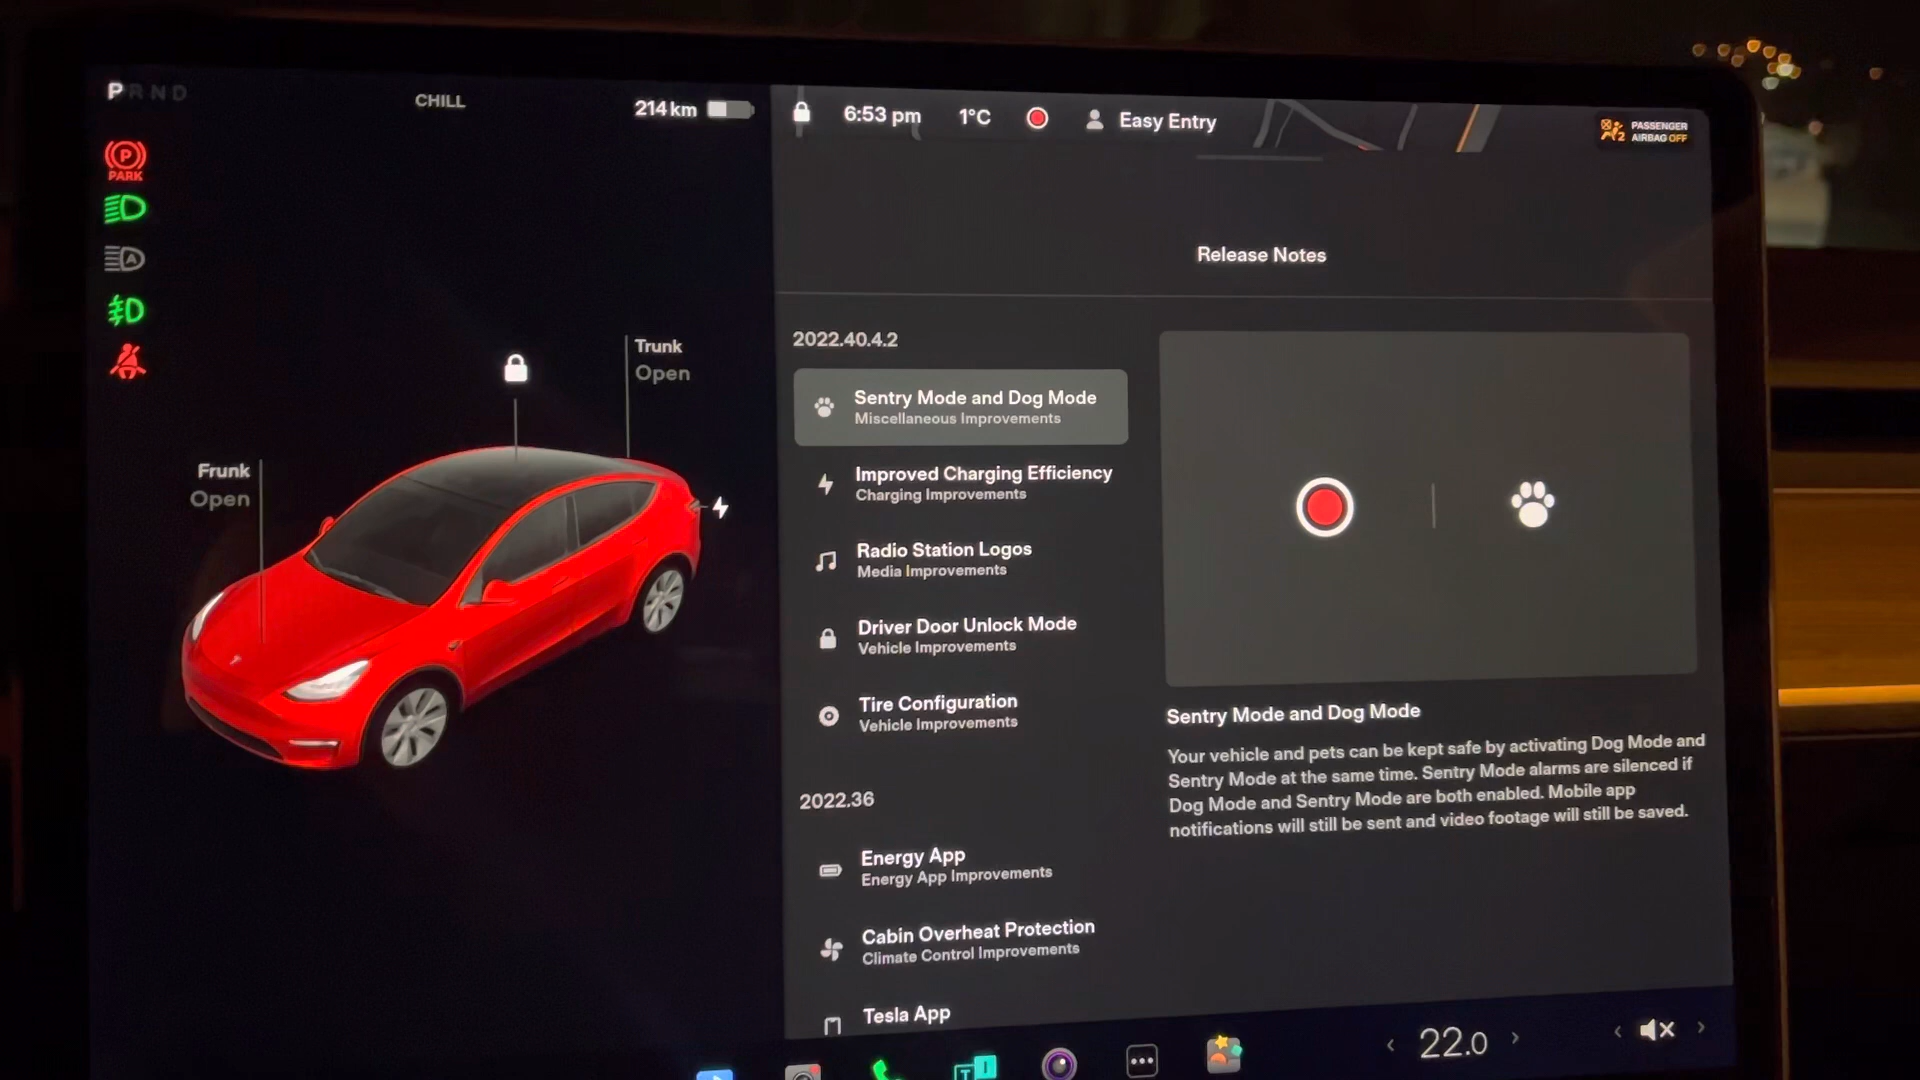 P R N D
CHILL
214 km
6:53 pm
1°C
Easy Entry
PASSENGER
AIRBAG OFF
2
P
PARK
A
Trunk
Open
Frunk
Open
Release Notes
2022.40.4.2
Sentry Mode and Dog Mode
Miscellaneous Improvements
Improved Charging Efficiency
Charging Improvements
Radio Station Logos
Media Improvements
Driver Door Unlock Mode
Vehicle Improvements
Tire Configuration
Vehicle Improvements
2022.36
Energy App
Energy App Improvements
Cabin Overheat Protection
Climate Control Improvements
Tesla App
Sentry Mode and Dog Mode
Your vehicle and pets can be kept safe by activating Dog Mode and
Sentry Mode at the same time. Sentry Mode alarms are silenced if
Dog Mode and Sentry Mode are both enabled. Mobile app
notifications will still be sent and video footage will still be saved.
T I
22.0